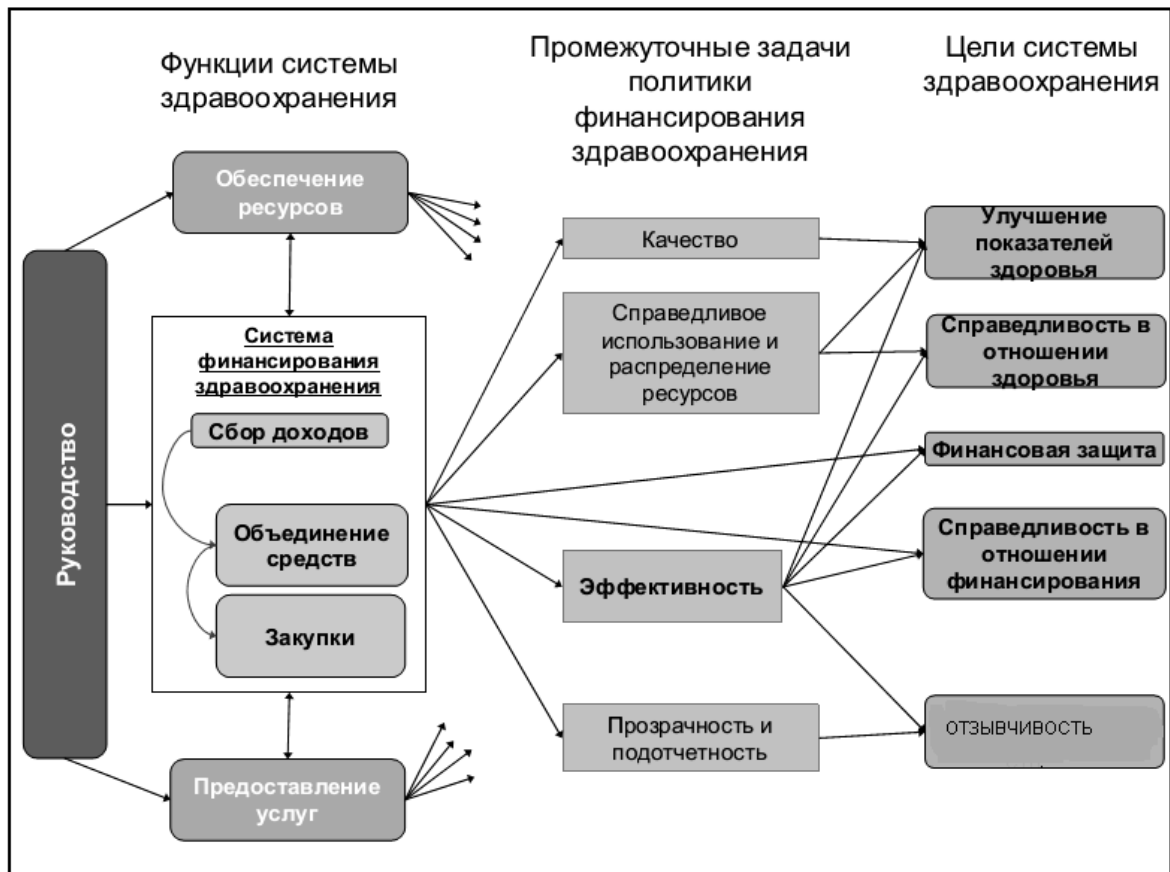 Функции системы
здравоохранения
Промежуточные задачи
политики
финансирования
здравоохранения
Цели системы
здравоохранения
Руководство
Обеспечение
ресурсов
Система
финансирования
здравоохранения
Сбор доходов
Объединение
средств
Закупки
Предоставление
услуг
Качество
Справедливое
использование и
распределение
ресурсов
Эффективность
Прозрачность и
подотчетность
Улучшение
показателей
здоровья
Справедливость в
отношении
здоровья
Финансовая защита
Справедливость в
отношении
финансирования
ОТЗЫВЧИВОСТЬ